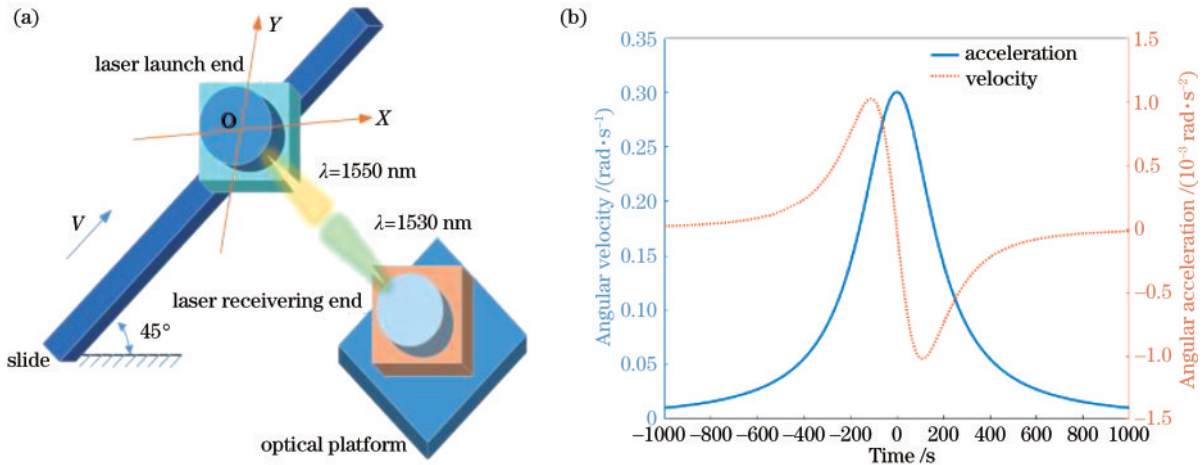 (a)
Y
laser launch end
O
X
λ=1550 nm
V
λ=1530 nm
laser receivering end
45°
slide
optical platform
(b)
0.35
0.30
0.25
0.20
0.15
0.10
0.05
0
Angular velocity /(rad·s⁻¹)
acceleration
velocity
1.5
1.0
0.5
0
−0.5
−1.0
−1.5
Angular acceleration /(10⁻³ rad·s⁻²)
−1000 −800 −600 −400 −200 0 200 400 600 800 1000
Time /s